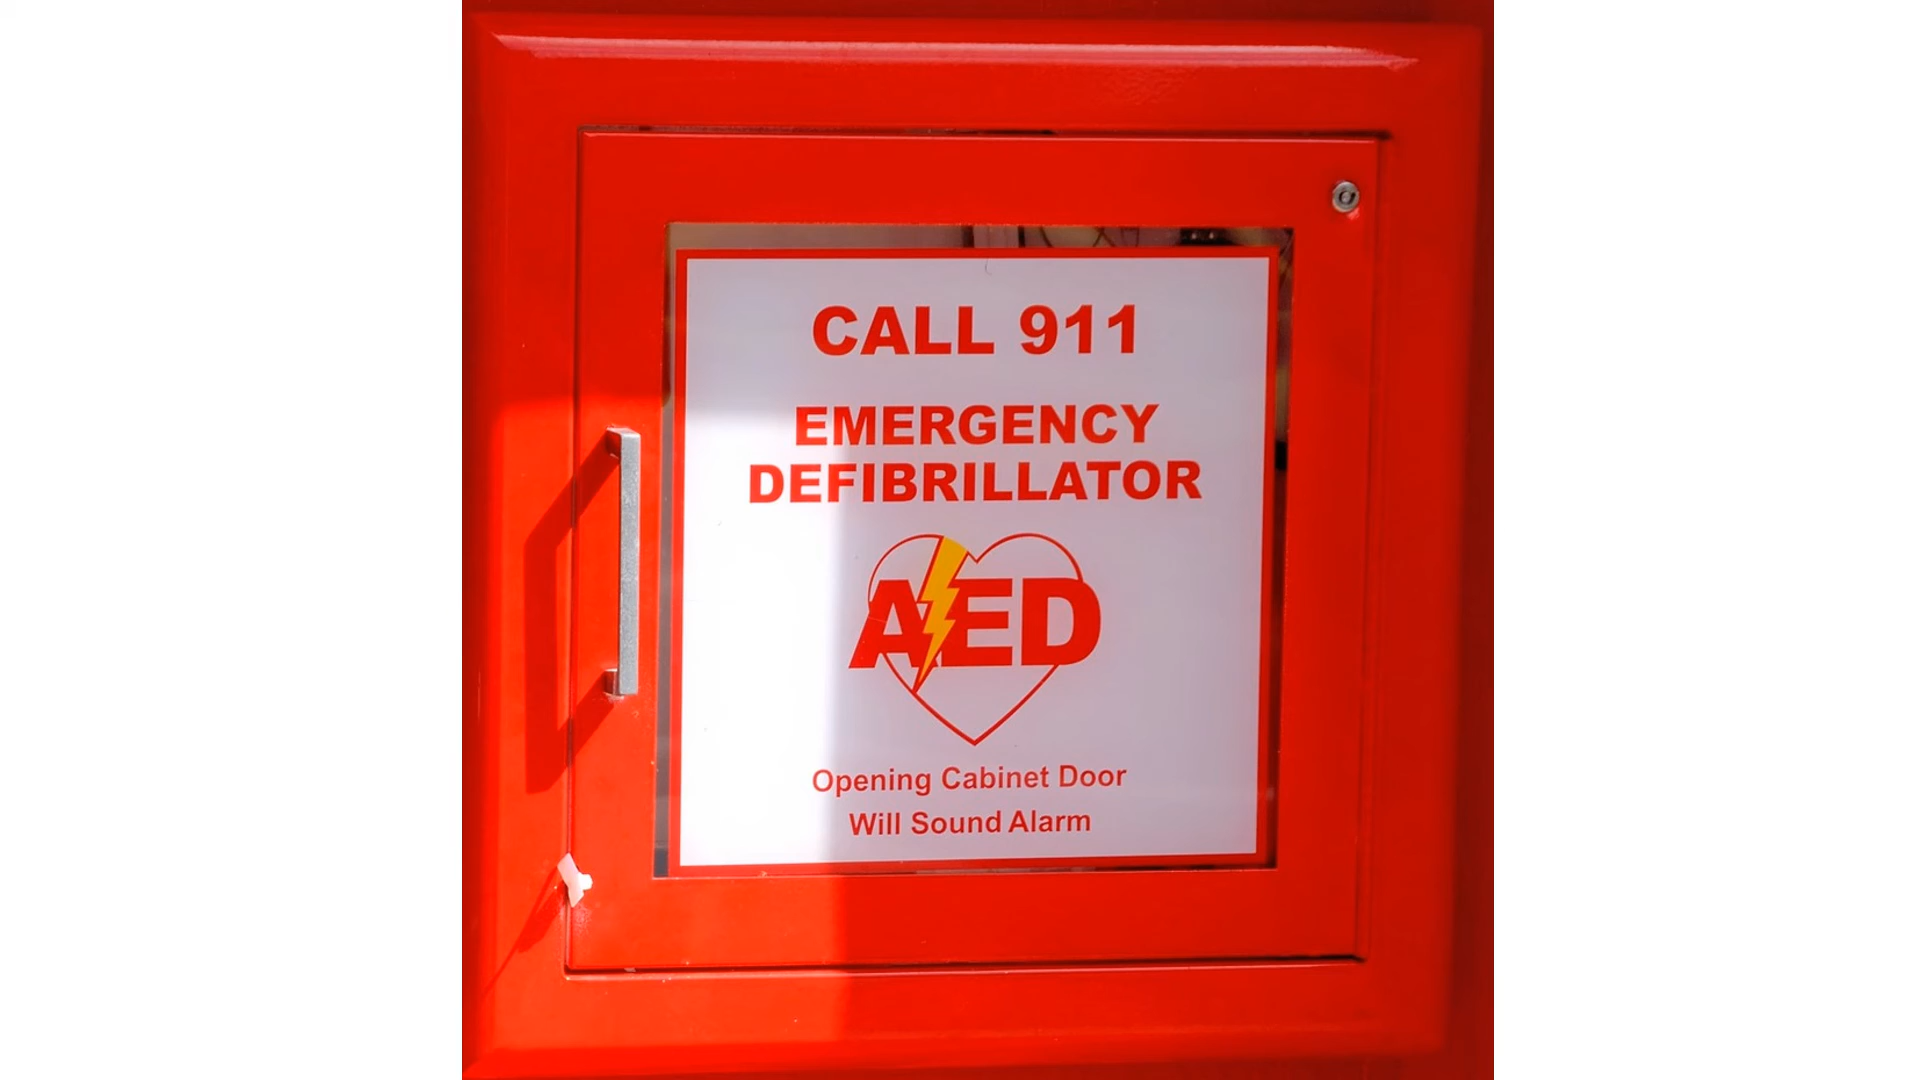 CALL 911
EMERGENCY
DEFIBRILLATOR
AED
Opening Cabinet Door
Will Sound Alarm